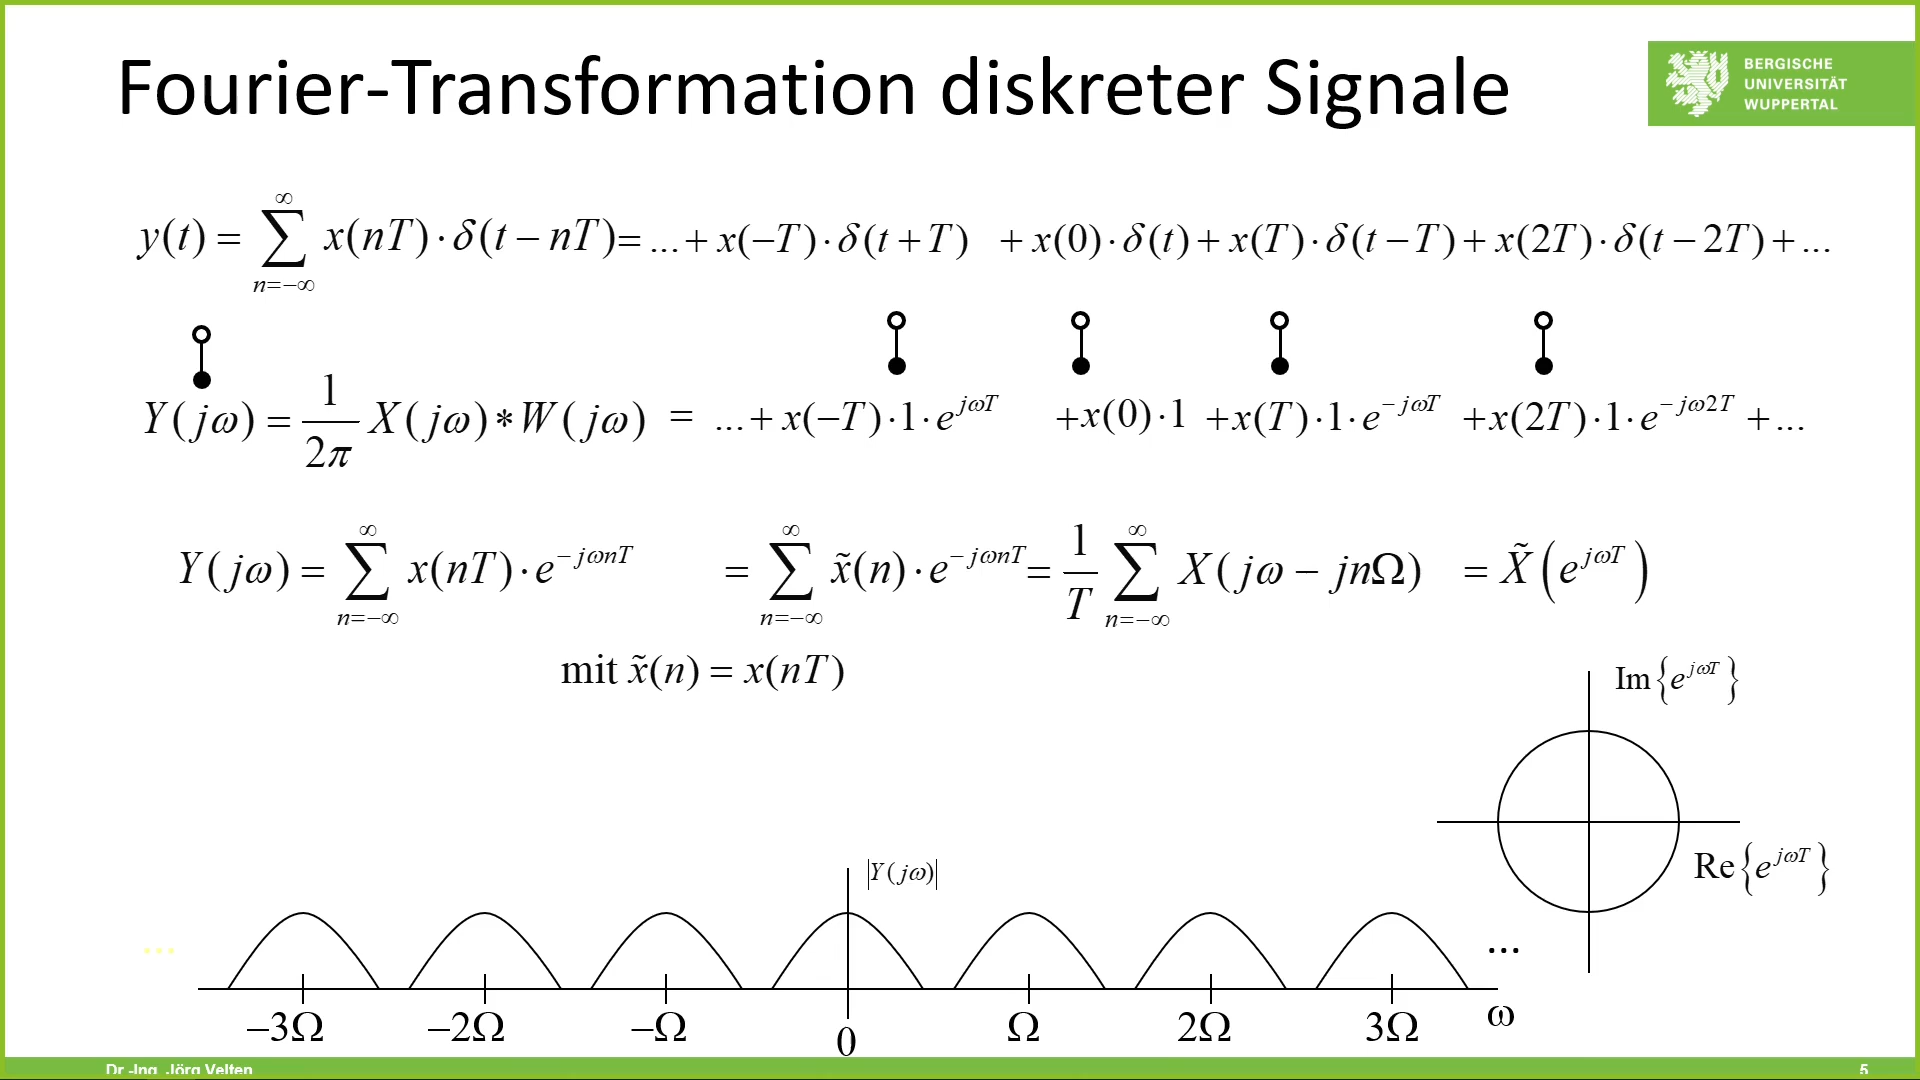 Fourier-Transformation diskreter Signale
BERGISCHE
UNIVERSITÄT
WUPPERTAL
y(t) = ∑_{n=−∞}^{∞} x(nT)·δ(t − nT) = ... + x(−T)·δ(t + T) + x(0)·δ(t) + x(T)·δ(t − T) + x(2T)·δ(t − 2T) + ...
Y(jω) = \frac{1}{2π} X(jω) * W(jω) = ... + x(−T)·1·e^{jωT} + x(0)·1 + x(T)·1·e^{−jωT} + x(2T)·1·e^{−jω2T} + ...
Y(jω) = ∑_{n=−∞}^{∞} x(nT)·e^{−jωnT} = ∑_{n=−∞}^{∞} x̃(n)·e^{−jωnT} = \frac{1}{T} ∑_{n=−∞}^{∞} X(jω − jnΩ) = X̃(e^{jωT})
mit x̃(n) = x(nT)
Im{e^{jωT}}
Re{e^{jωT}}
|Y(jω)|
... ...
−3Ω −2Ω −Ω 0 Ω 2Ω 3Ω ω
Dr.-Ing. Jörg Velten 5